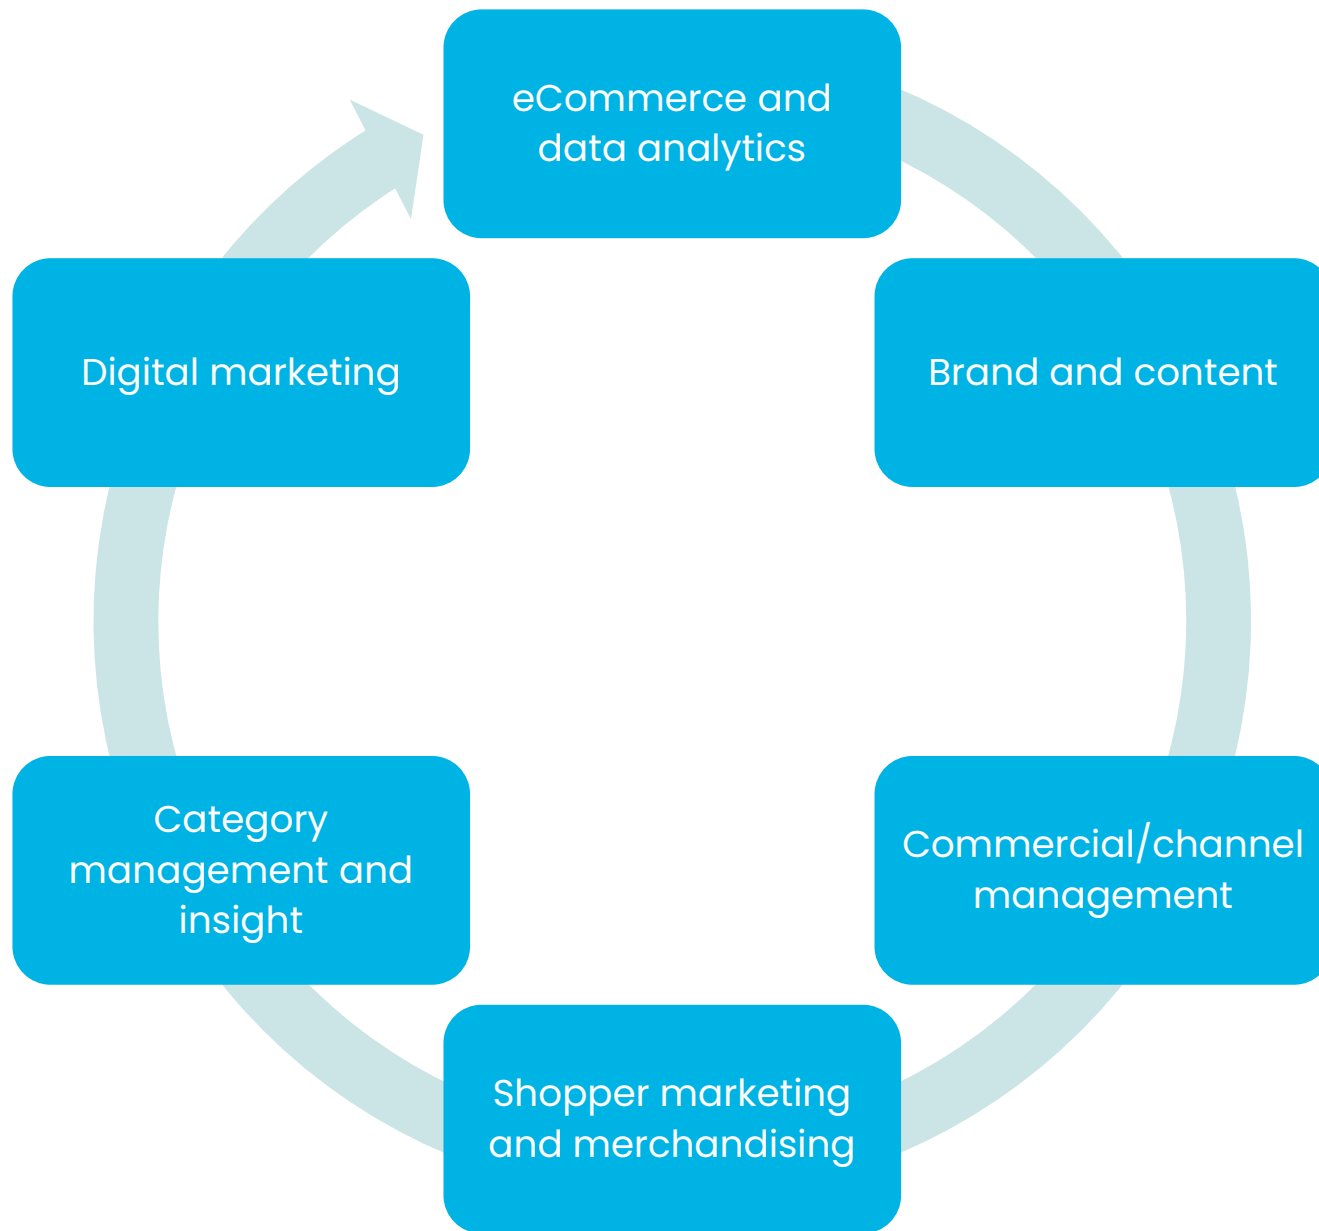 eCommerce and
data analytics
Brand and content
Commercial/channel
management
Shopper marketing
and merchandising
Category
management and
insight
Digital marketing